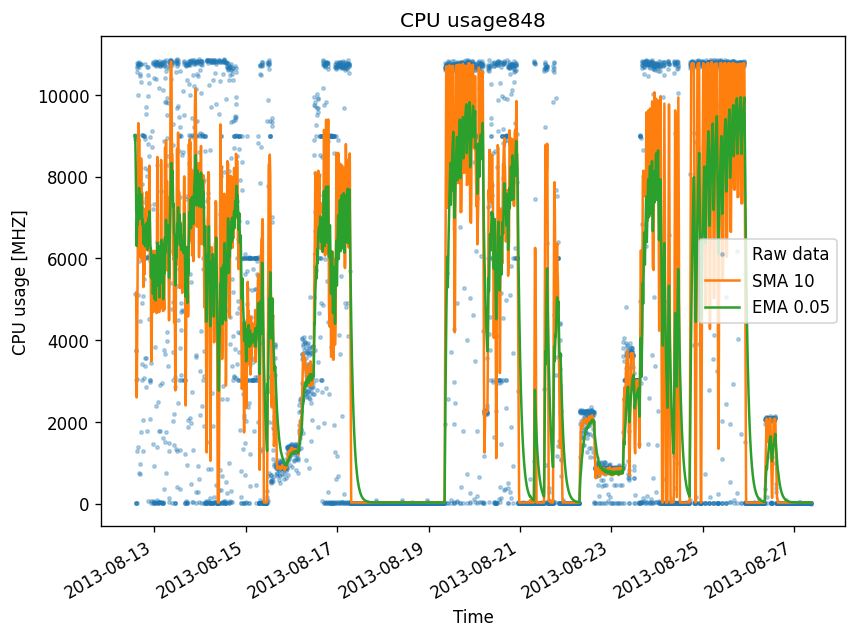 CPU usage848
CPU usage [MHZ]
10000
8000
6000
4000
2000
0
Raw data
SMA 10
EMA 0.05
2013-08-13
2013-08-15
2013-08-17
2013-08-19
2013-08-21
2013-08-23
2013-08-25
2013-08-27
Time